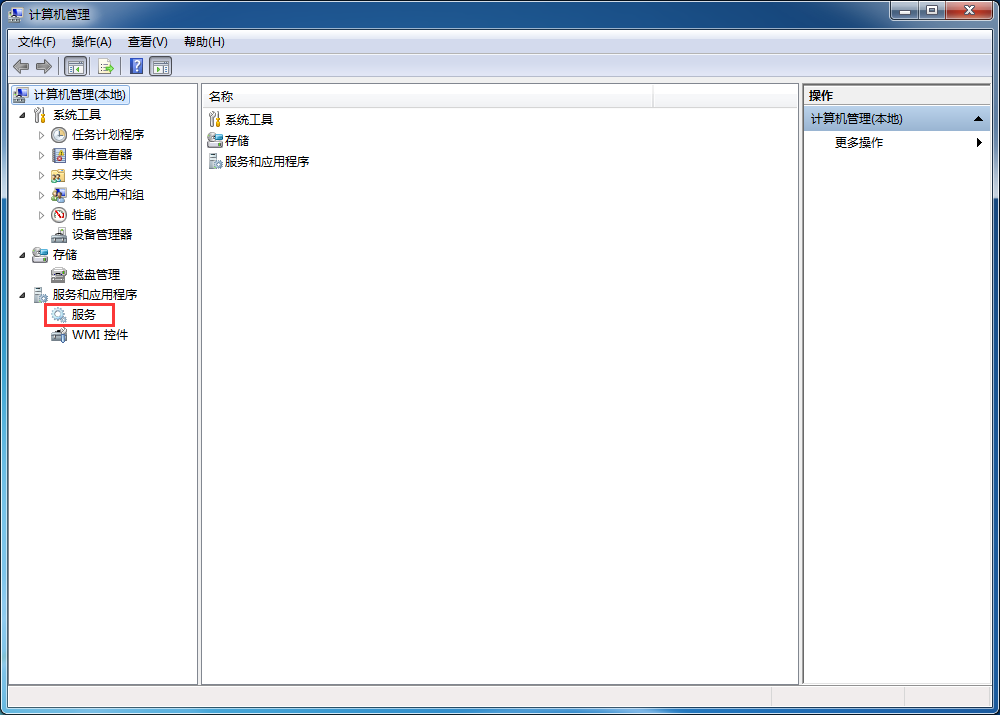 计算机管理
文件(F) 操作(A) 查看(V) 帮助(H)
计算机管理(本地)
系统工具
任务计划程序
事件查看器
共享文件夹
本地用户和组
性能
设备管理器
存储
磁盘管理
服务和应用程序
服务
WMI 控件
名称
系统工具
存储
服务和应用程序
操作
计算机管理(本地)
更多操作